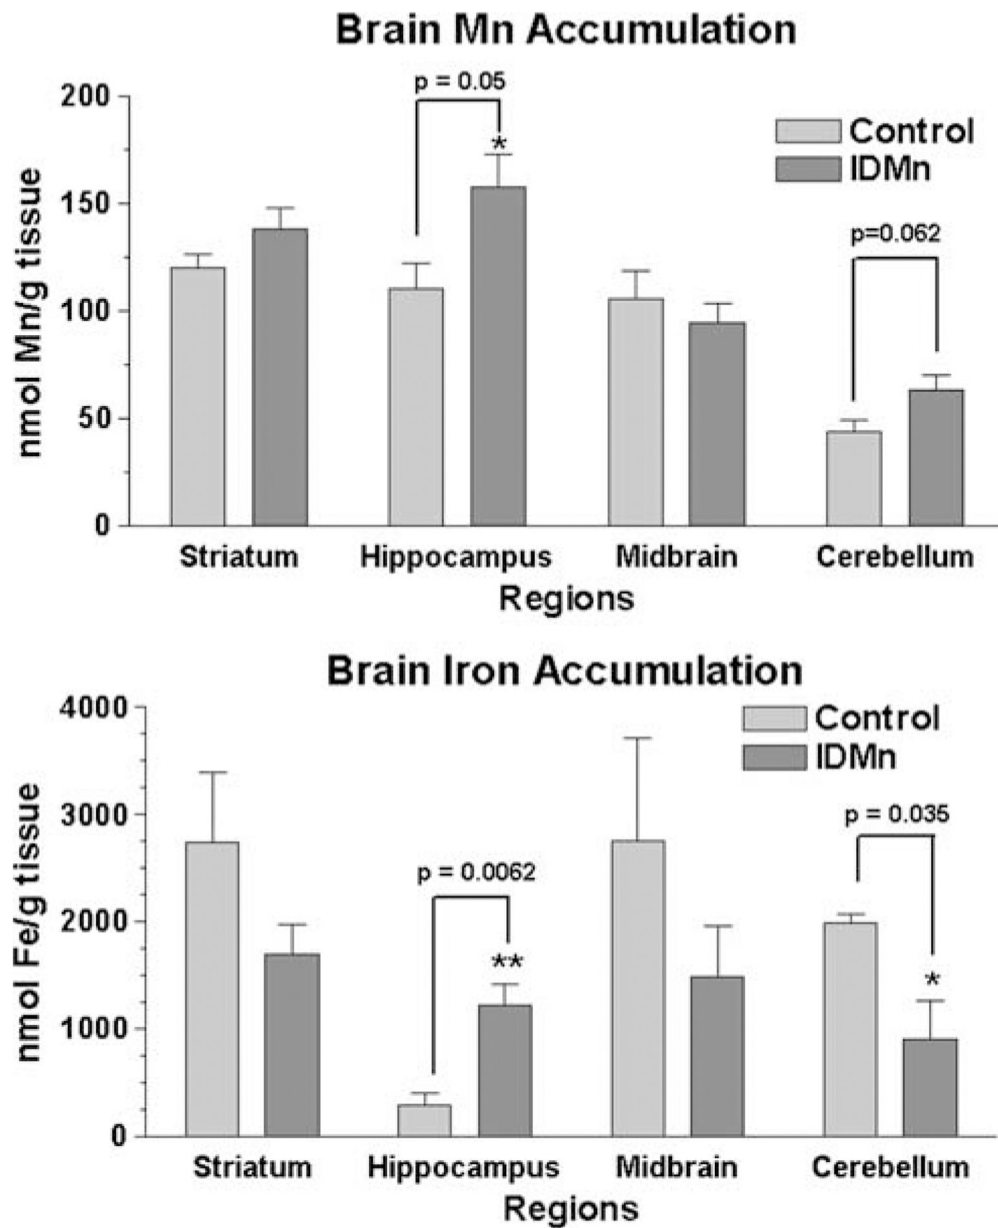 Brain Mn Accumulation
p = 0.05
200
Control
IDMn
*
150
p=0.062
nmol Mn/g tissue
100
50
0
Striatum Hippocampus Midbrain Cerebellum
Regions
Brain Iron Accumulation
4000
Control
IDMn
3000
p = 0.035
p = 0.0062
nmol Fe/g tissue
2000
**
*
1000
0
Striatum Hippocampus Midbrain Cerebellum
Regions